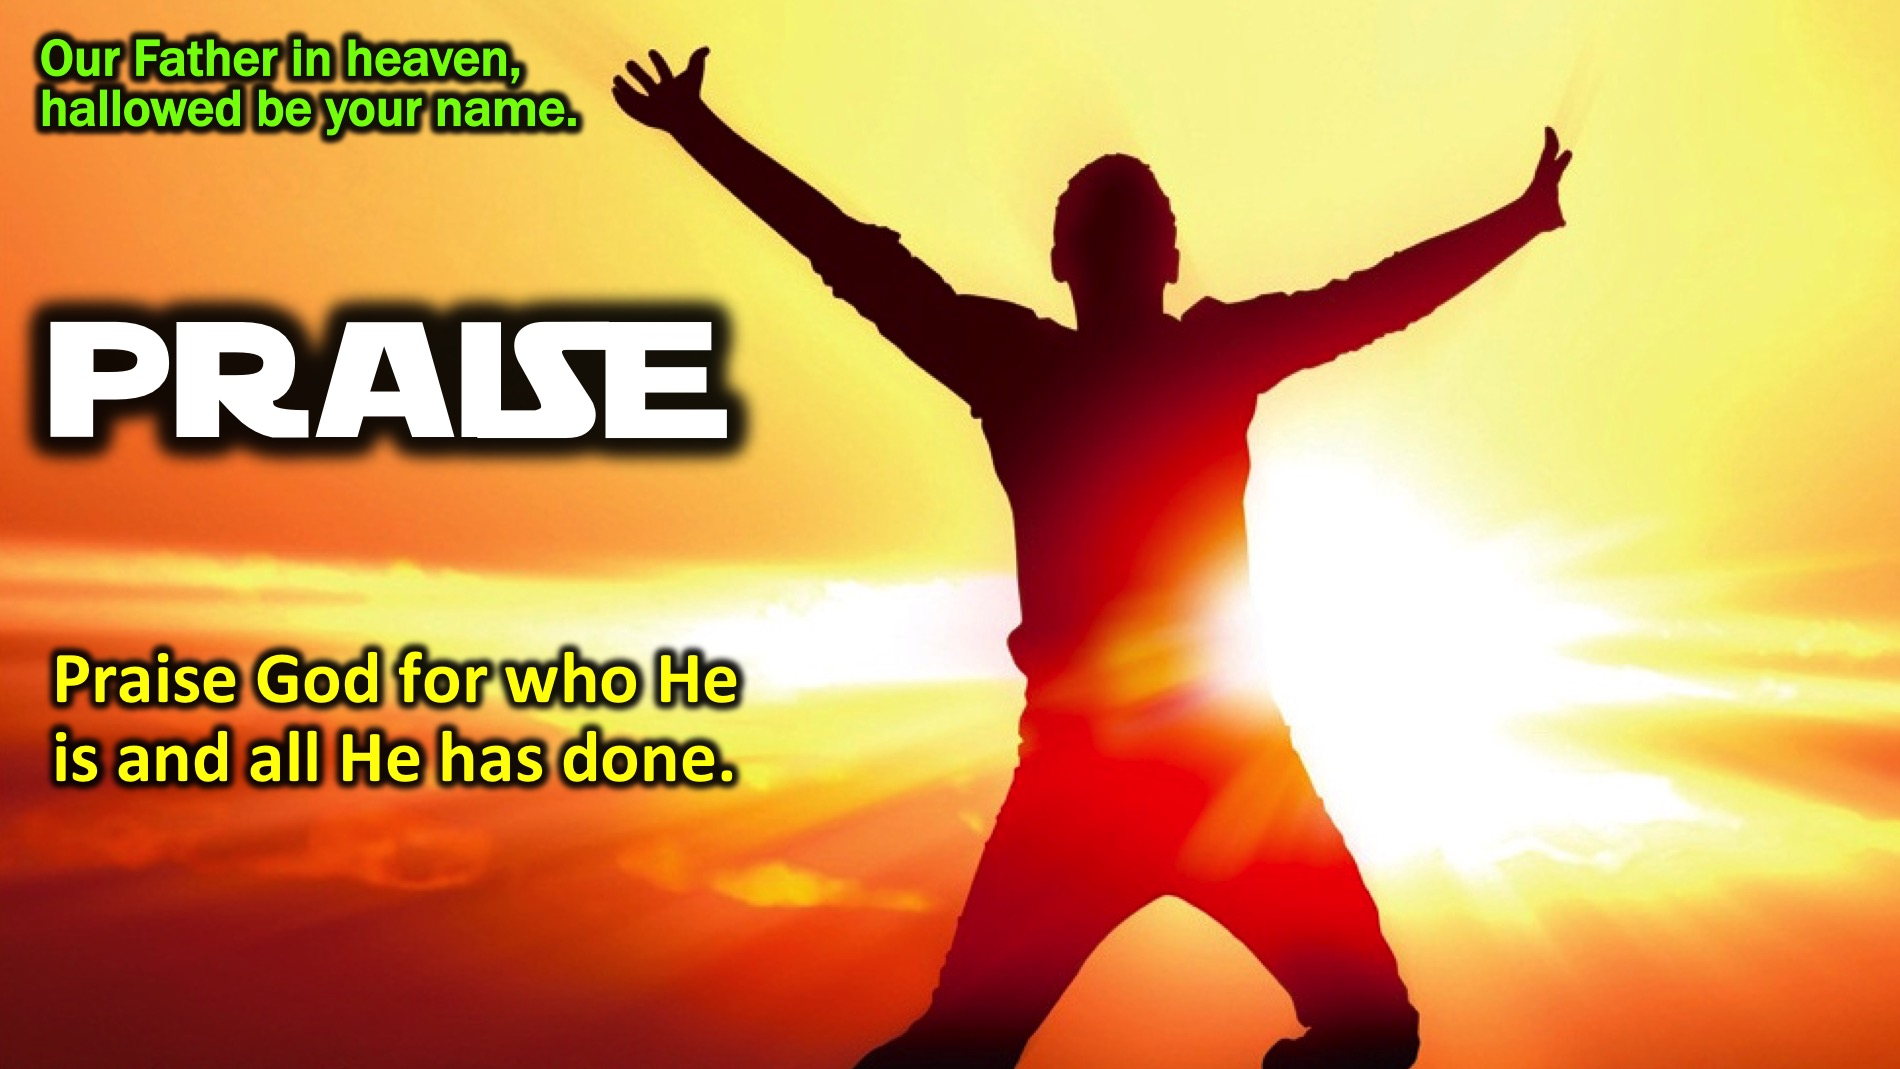 Our Father in heaven,
hallowed be your name.
PRAISE
Praise God for who He
is and all He has done.